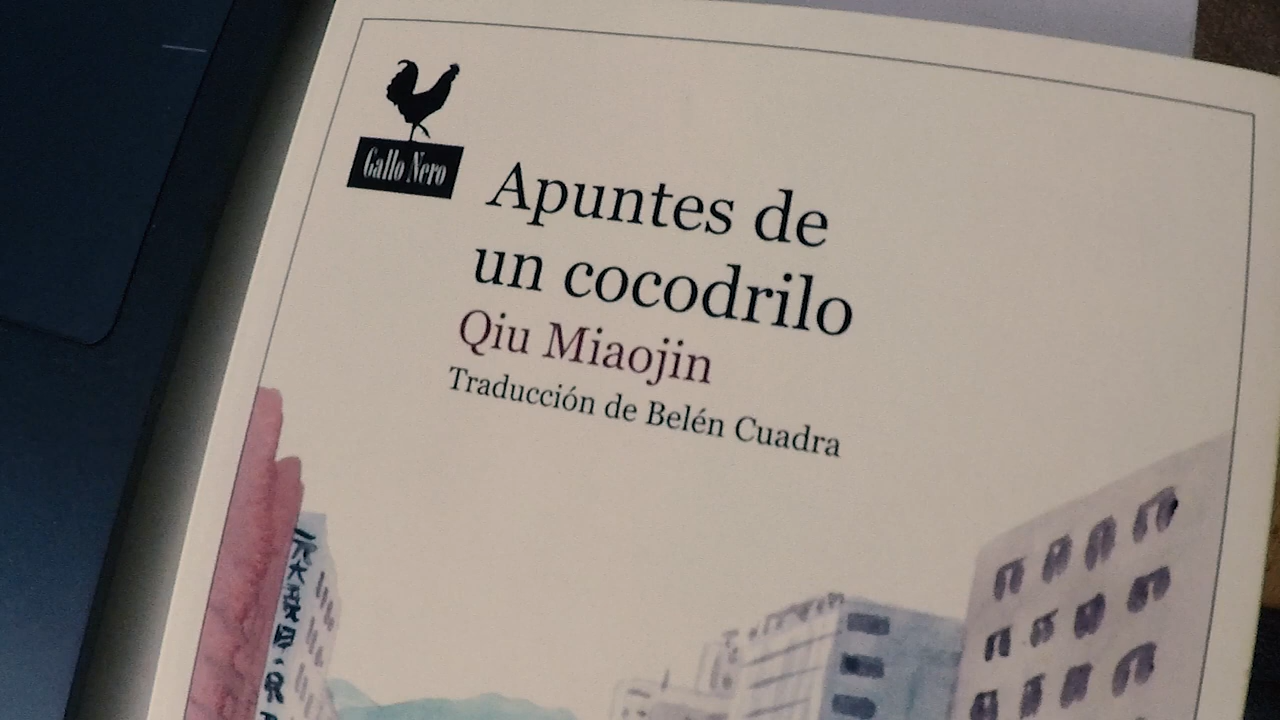 Gallo Nero
Apuntes de
un cocodrilo
Qiu Miaojin
Traducción de Belén Cuadra